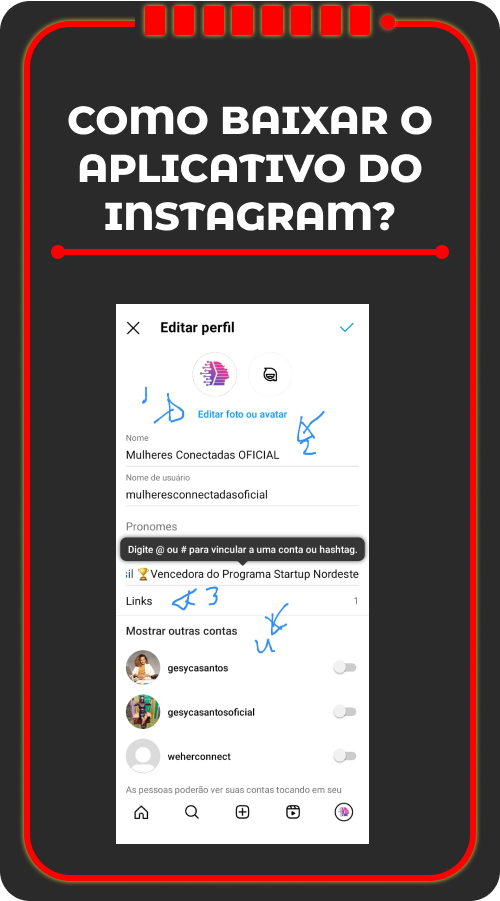 COMO BAIXAR O
APLICATIVO DO
INSTAGRAM?
Editar perfil
1
Editar foto ou avatar
2
Nome
Mulheres Conectadas OFICIAL
Nome de usuário
mulheresconnectadasoficial
Pronomes
Digite @ ou # para vincular a uma conta ou hashtag.
sil 🏆Vencedora do Programa Startup Nordeste
Links 3 1
Mostrar outras contas
gesycasantos
gesycasantosoficial
weherconnect
As pessoas poderão ver suas contas tocando em seu